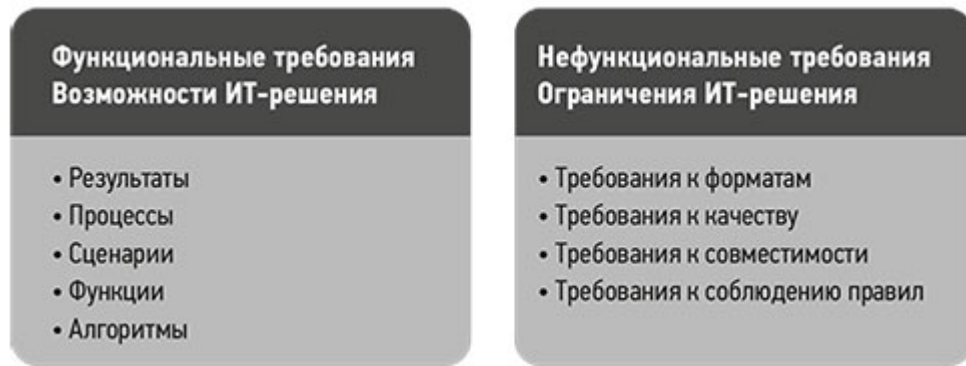 Функциональные требования
Возможности ИТ-решения
• Результаты
• Процессы
• Сценарии
• Функции
• Алгоритмы
Нефункциональные требования
Ограничения ИТ-решения
• Требования к форматам
• Требования к качеству
• Требования к совместимости
• Требования к соблюдению правил